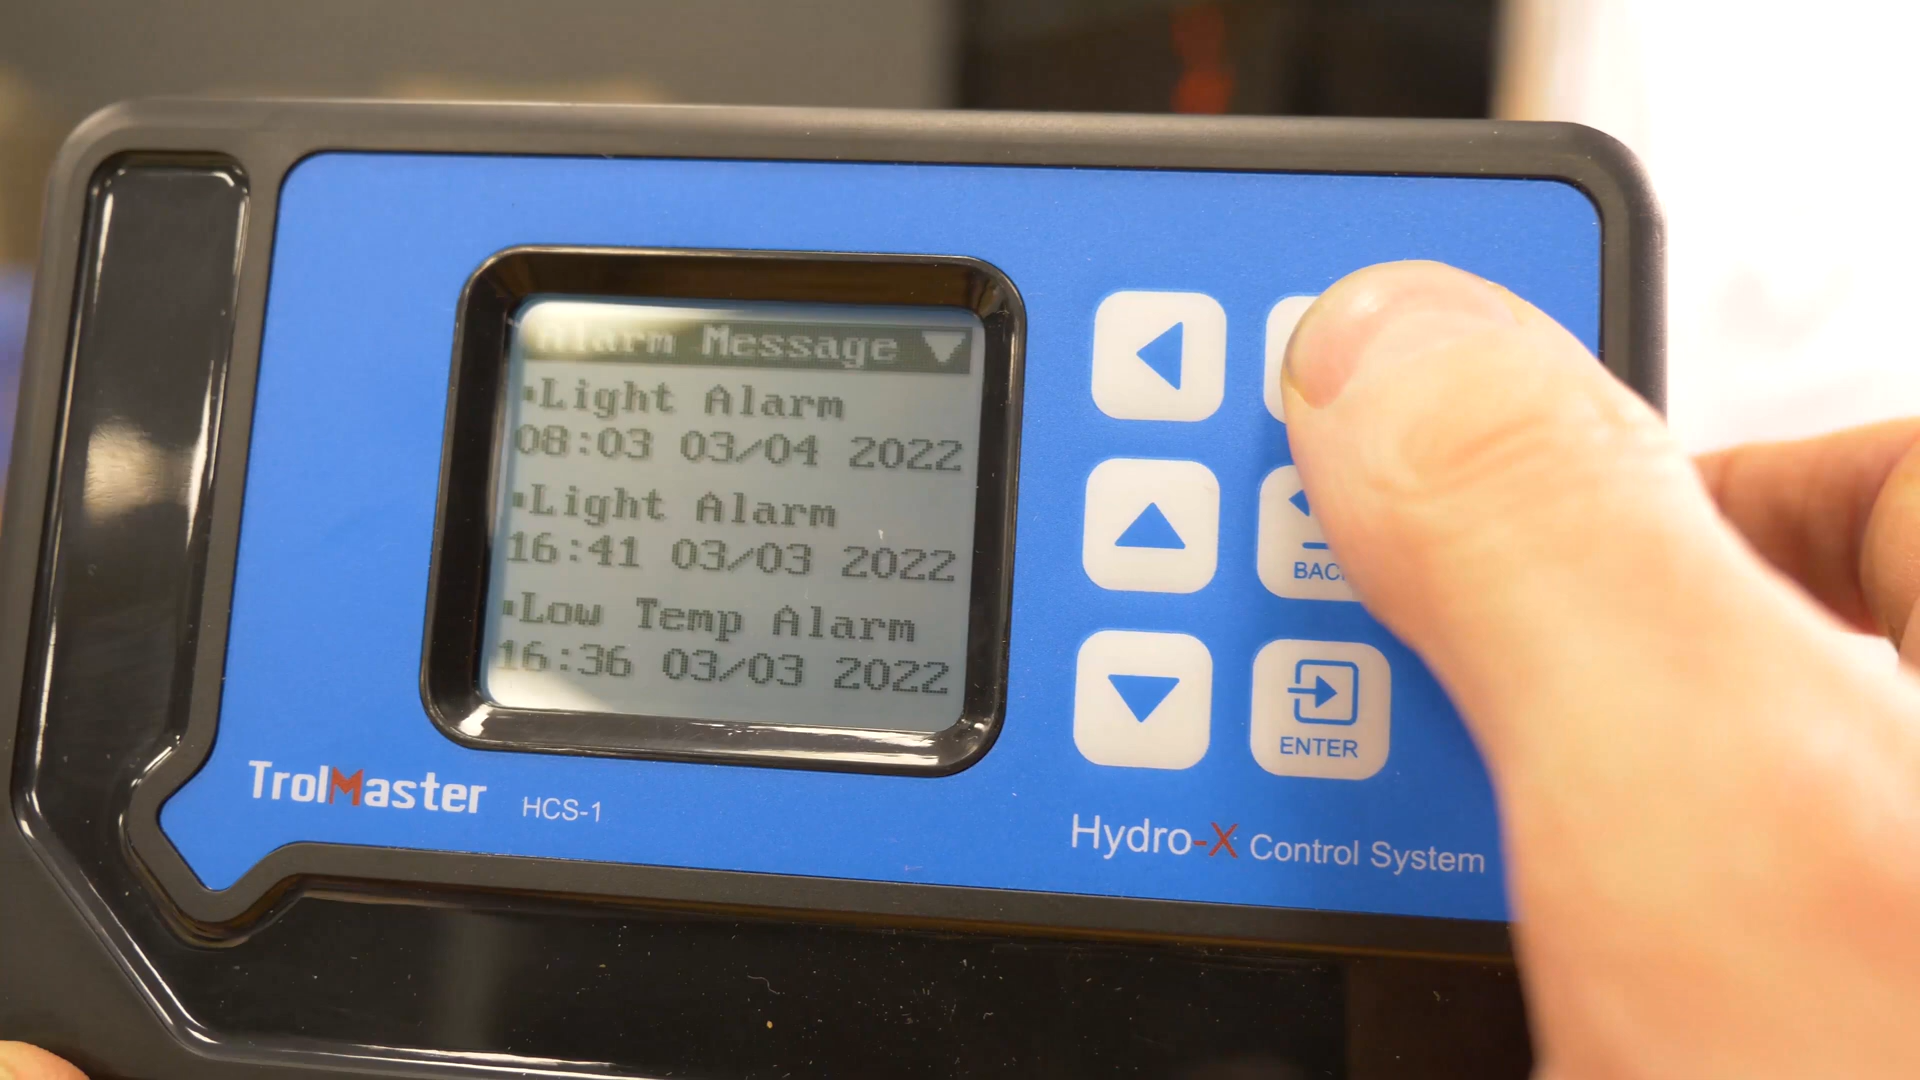 Alarm Message
Light Alarm
08:03 03/04 2022
Light Alarm
16:41 03/03 2022
Low Temp Alarm
16:36 03/03 2022
ENTER
TrolMaster HCS-1
Hydro-X Control System